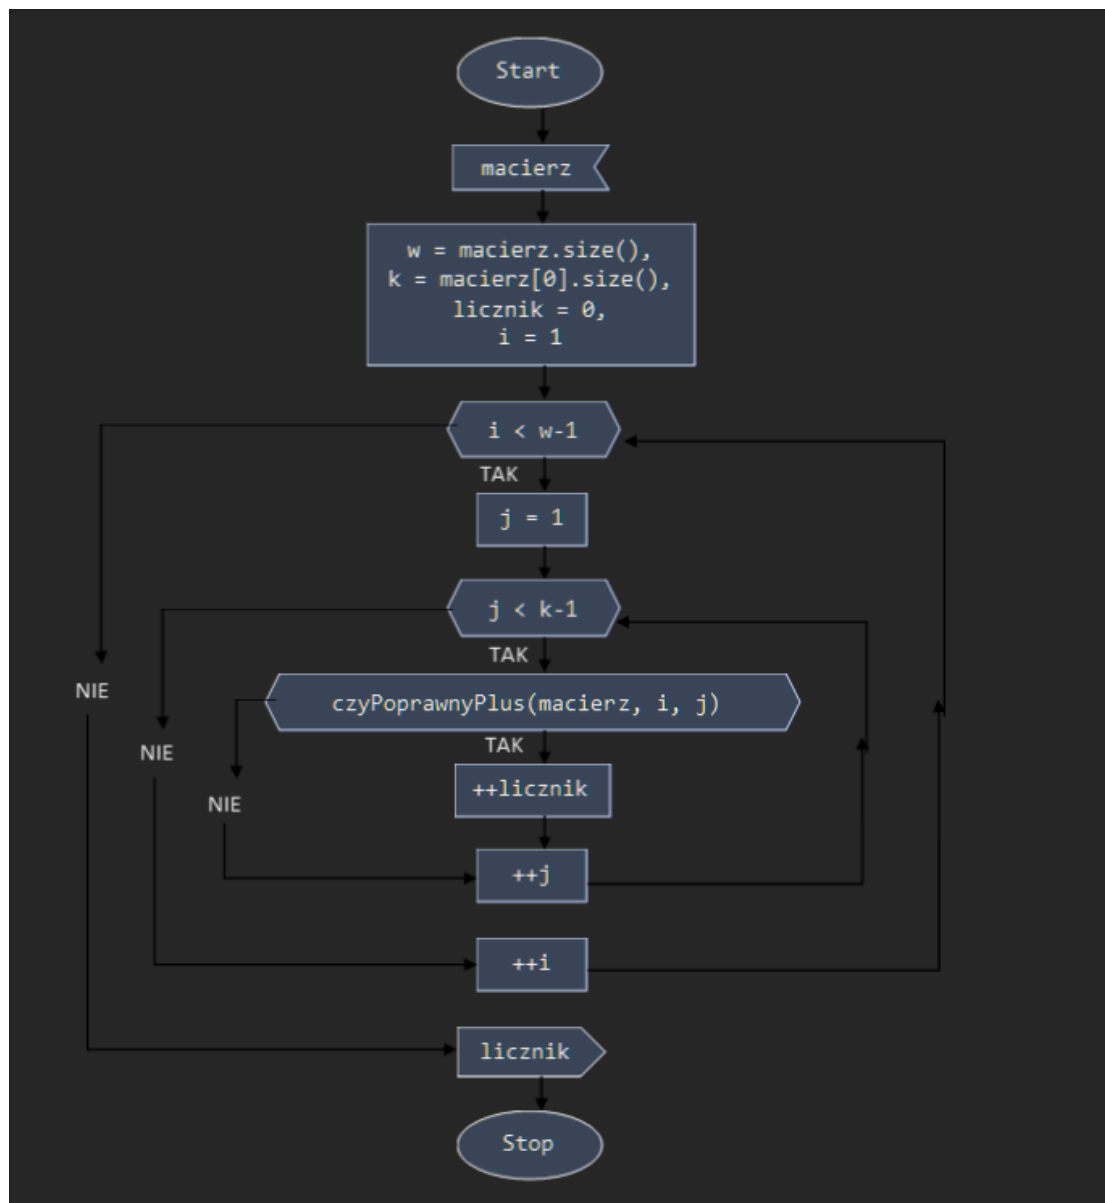 Start
macierz
w = macierz.size(),
k = macierz[0].size(),
licznik = 0,
i = 1
i < w-1
TAK
j = 1
j < k-1
TAK
NIE
czyPoprawnyPlus(macierz, i, j)
TAK
NIE
++licznik
NIE
++j
++i
licznik
Stop